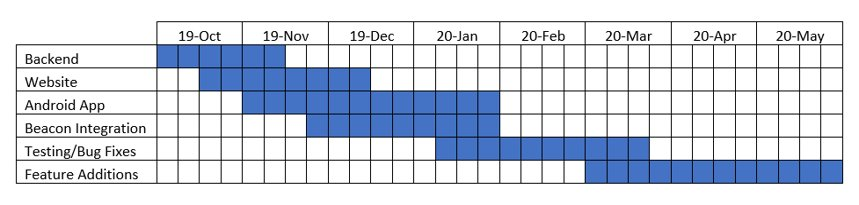 19-Oct 19-Nov 19-Dec 20-Jan 20-Feb 20-Mar 20-Apr 20-May
Backend
Website
Android App
Beacon Integration
Testing/Bug Fixes
Feature Additions